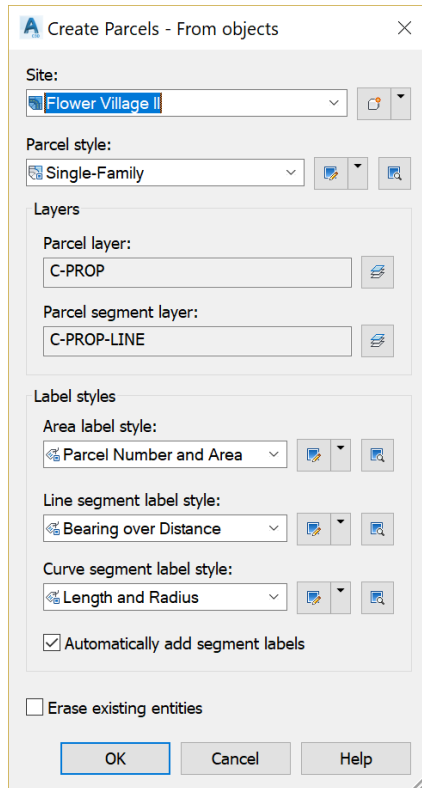 Create Parcels - From objects
Site:
Flower Village II
Parcel style:
Single-Family
Layers
Parcel layer:
C-PROP
Parcel segment layer:
C-PROP-LINE
Label styles
Area label style:
Parcel Number and Area
Line segment label style:
Bearing over Distance
Curve segment label style:
Length and Radius
Automatically add segment labels
Erase existing entities
OK Cancel Help